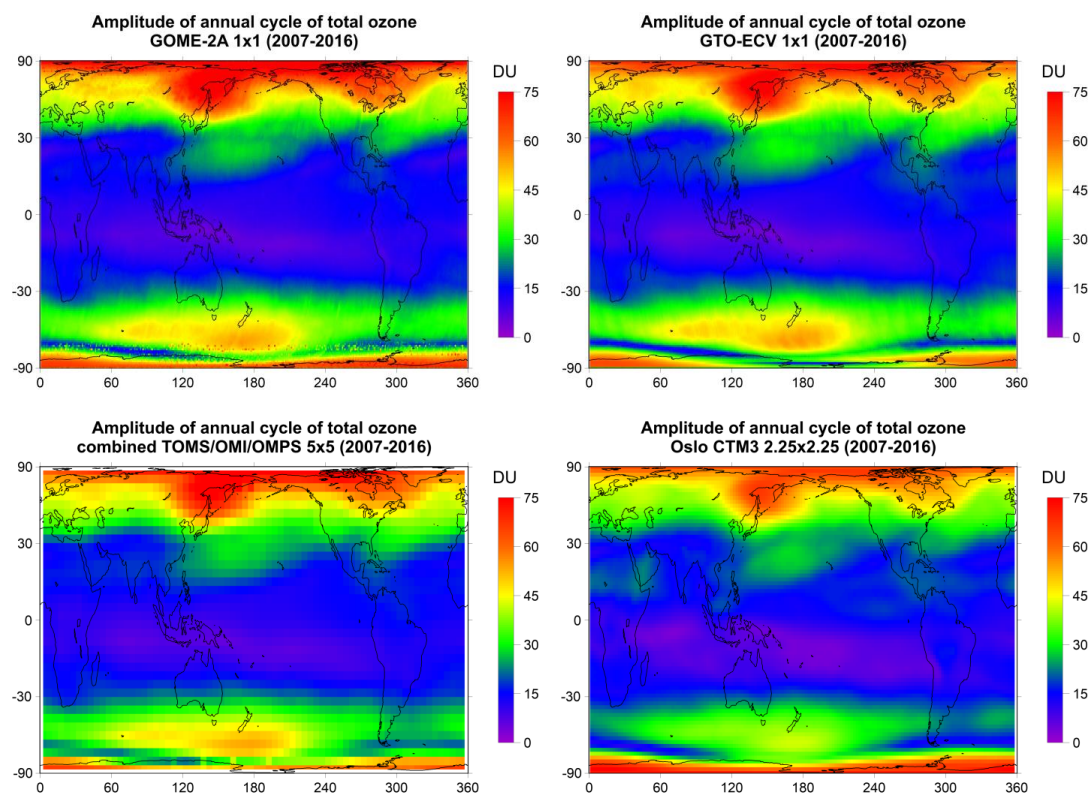 Amplitude of annual cycle of total ozone
GOME-2A 1x1 (2007-2016)
DU
90
30
0
-30
-90
0 60 120 180 240 300 360
75
60
45
30
15
0
Amplitude of annual cycle of total ozone
GTO-ECV 1x1 (2007-2016)
DU
90
30
0
-30
-90
0 60 120 180 240 300 360
75
60
45
30
15
0
Amplitude of annual cycle of total ozone
combined TOMS/OMI/OMPS 5x5 (2007-2016)
DU
90
30
0
-30
-90
0 60 120 180 240 300 360
75
60
45
30
15
0
Amplitude of annual cycle of total ozone
Oslo CTM3 2.25x2.25 (2007-2016)
DU
90
30
0
-30
-90
0 60 120 180 240 300 360
75
60
45
30
15
0